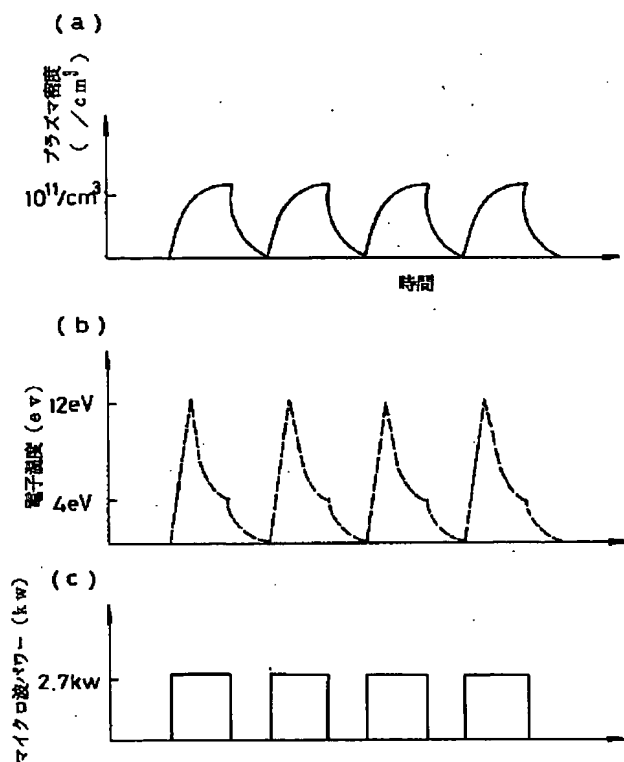 (a)
プラズマ密度
(/cm³)
10¹¹/cm³
時間
(b)
電子温度(ev)
12eV
4eV
(c)
マイクロ波パワー(kw)
2.7kw